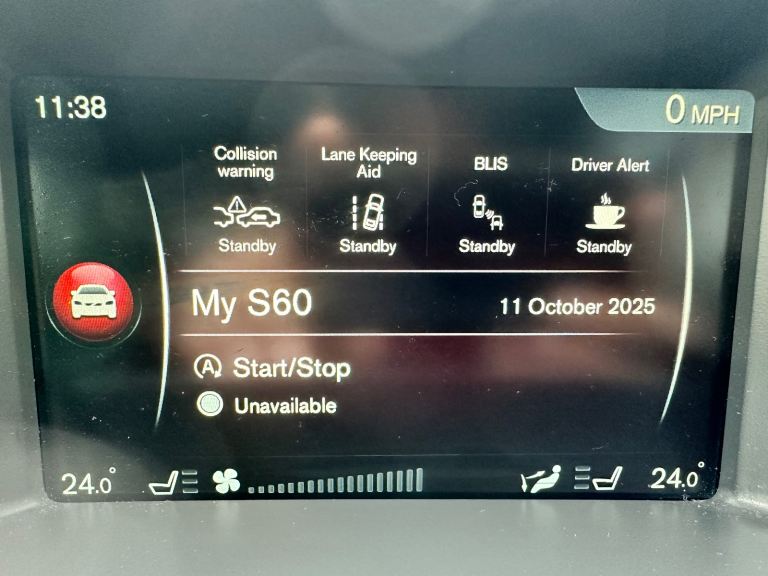 11:38
0 MPH
Collision
warning
Standby
Lane Keeping
Aid
Standby
BLIS
Standby
Driver Alert
Standby
My S60
11 October 2025
A Start/Stop
Unavailable
24.0°
24.0°